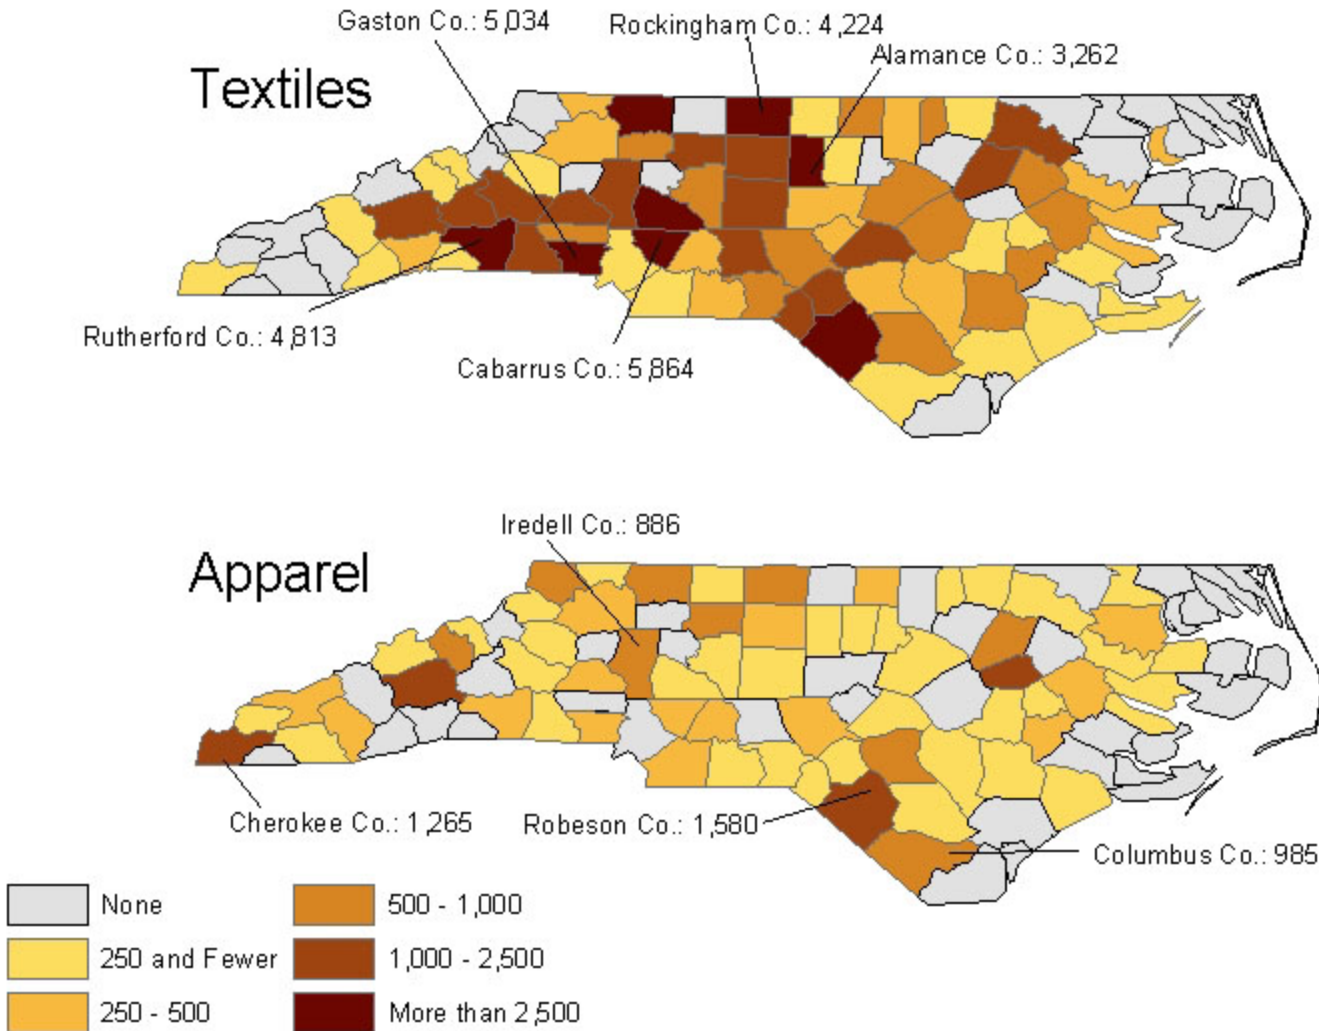 Gaston Co.: 5,034
Rockingham Co.: 4,224
Alamance Co.: 3,262
Textiles
Rutherford Co.: 4,813
Cabarrus Co.: 5,864
Iredell Co.: 886
Apparel
Cherokee Co.: 1,265
Robeson Co.: 1,580
Columbus Co.: 985
None
500 - 1,000
250 and Fewer
1,000 - 2,500
250 - 500
More than 2,500